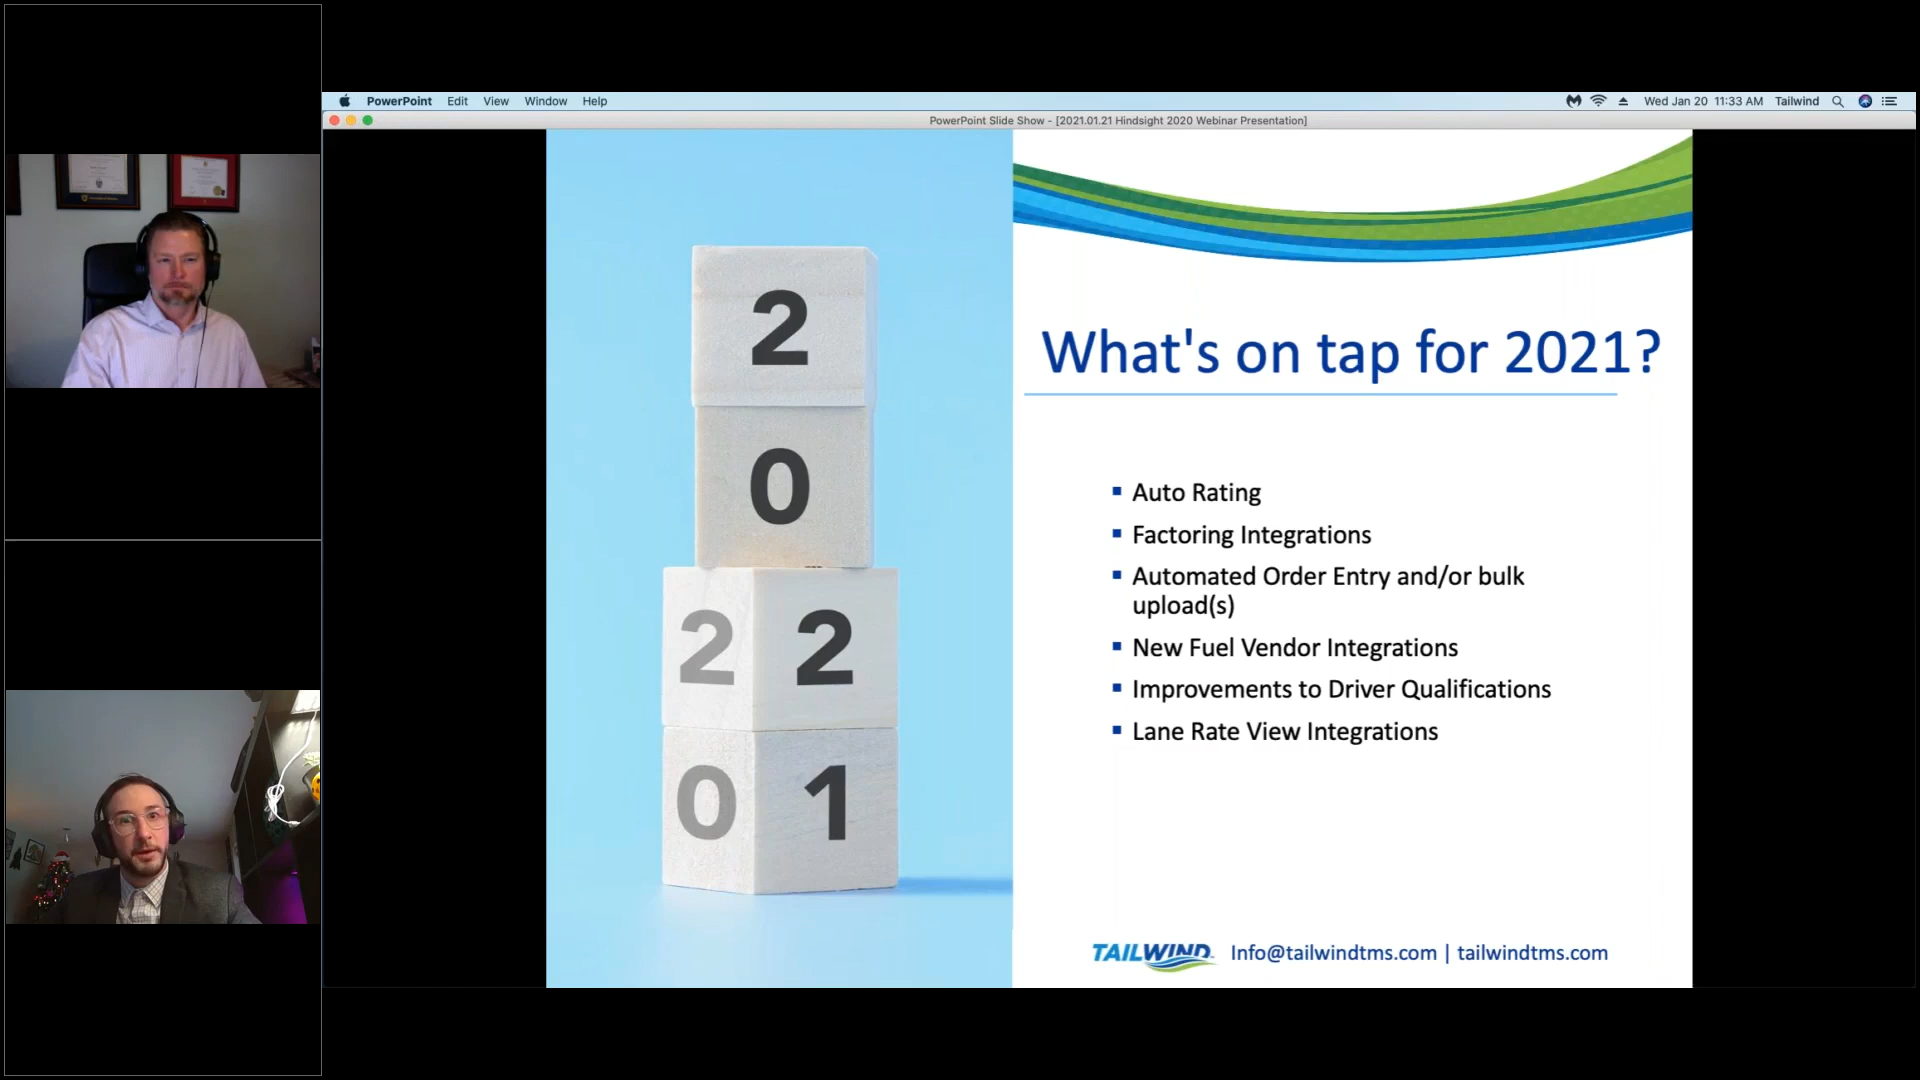 PowerPoint Edit View Window Help
Wed Jan 20 11:33 AM Tailwind
PowerPoint Slide Show - [2021.01.21 Hindsight 2020 Webinar Presentation]
2
0
2 2
0 1
What's on tap for 2021?
▪ Auto Rating
▪ Factoring Integrations
▪ Automated Order Entry and/or bulk
upload(s)
▪ New Fuel Vendor Integrations
▪ Improvements to Driver Qualifications
▪ Lane Rate View Integrations
TAILWIND Info@tailwindtms.com | tailwindtms.com